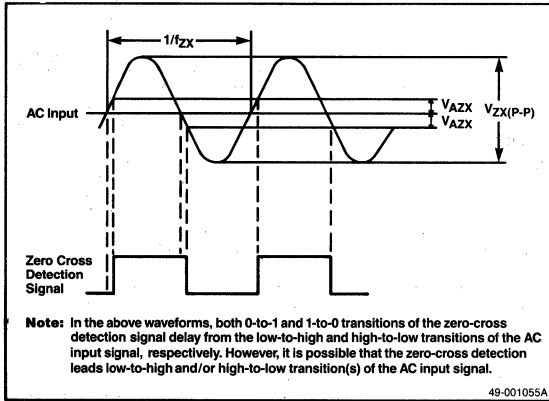 1/fZX
AC Input
VAZX
VAZX
VZX(P-P)
Zero Cross
Detection
Signal
Note: In the above waveforms, both 0-to-1 and 1-to-0 transitions of the zero-cross
detection signal delay from the low-to-high and high-to-low transitions of the AC
input signal, respectively. However, it is possible that the zero-cross detection
leads low-to-high and/or high-to-low transition(s) of the AC input signal.
49-001055A